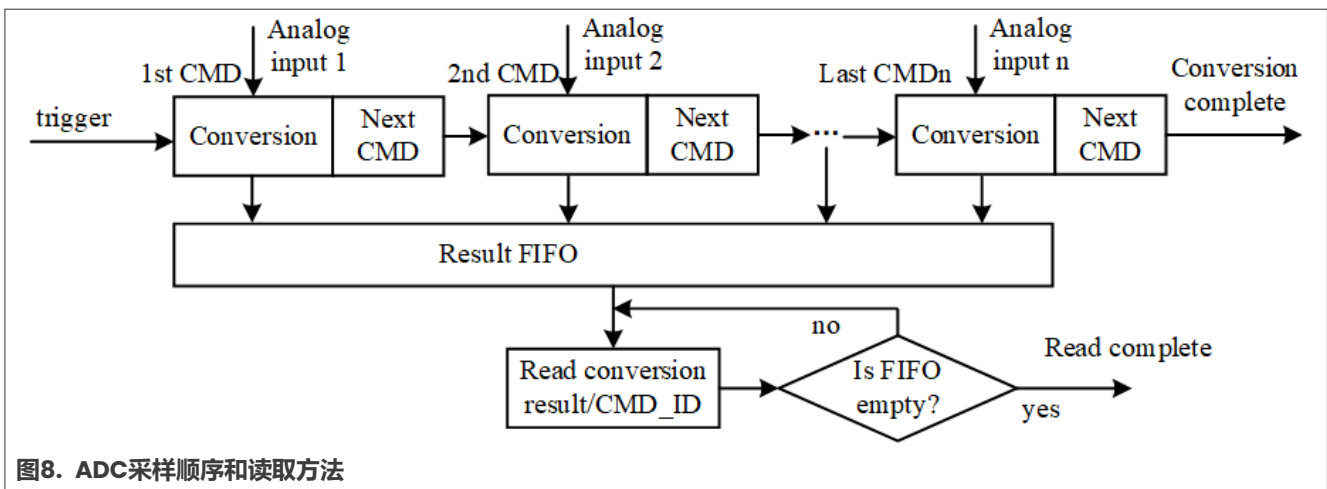 Analog
input 1
1st CMD
Analog
input 2
2nd CMD
Analog
input n
Last CMDn
Conversion
complete
trigger
Conversion
Next
CMD
Conversion
Next
CMD
...
Conversion
Next
CMD
Result FIFO
no
Read conversion
result/CMD_ID
Is FIFO
empty?
Read complete
yes
图8. ADC采样顺序和读取方法